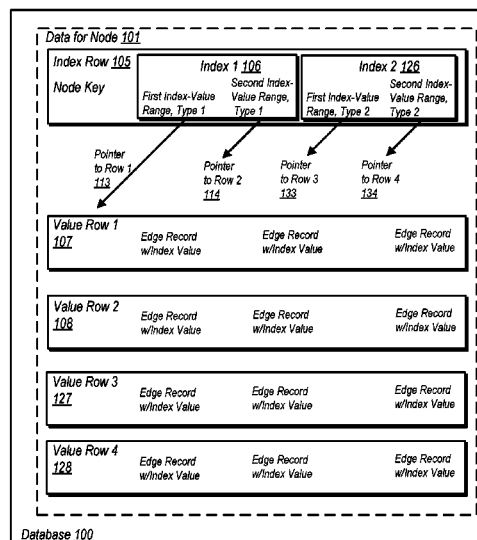 Data for Node 101
Index Row 105
Node Key
Index 1 106
First Index-Value
Range, Type 1
Second Index-
Value Range,
Type 1
Index 2 126
First Index-Value
Range, Type 2
Second Index-
Value Range,
Type 2
Pointer
to Row 1
113
Pointer
to Row 2
114
Pointer
to Row 3
133
Pointer
to Row 4
134
Value Row 1
107
Edge Record
w/Index Value
Edge Record
w/Index Value
Edge Record
w/Index Value
Value Row 2
108
Edge Record
w/Index Value
Edge Record
w/Index Value
Edge Record
w/Index Value
Value Row 3
127
Edge Record
w/Index Value
Edge Record
w/Index Value
Edge Record
w/Index Value
Value Row 4
128
Edge Record
w/Index Value
Edge Record
w/Index Value
Edge Record
w/Index Value
Database 100